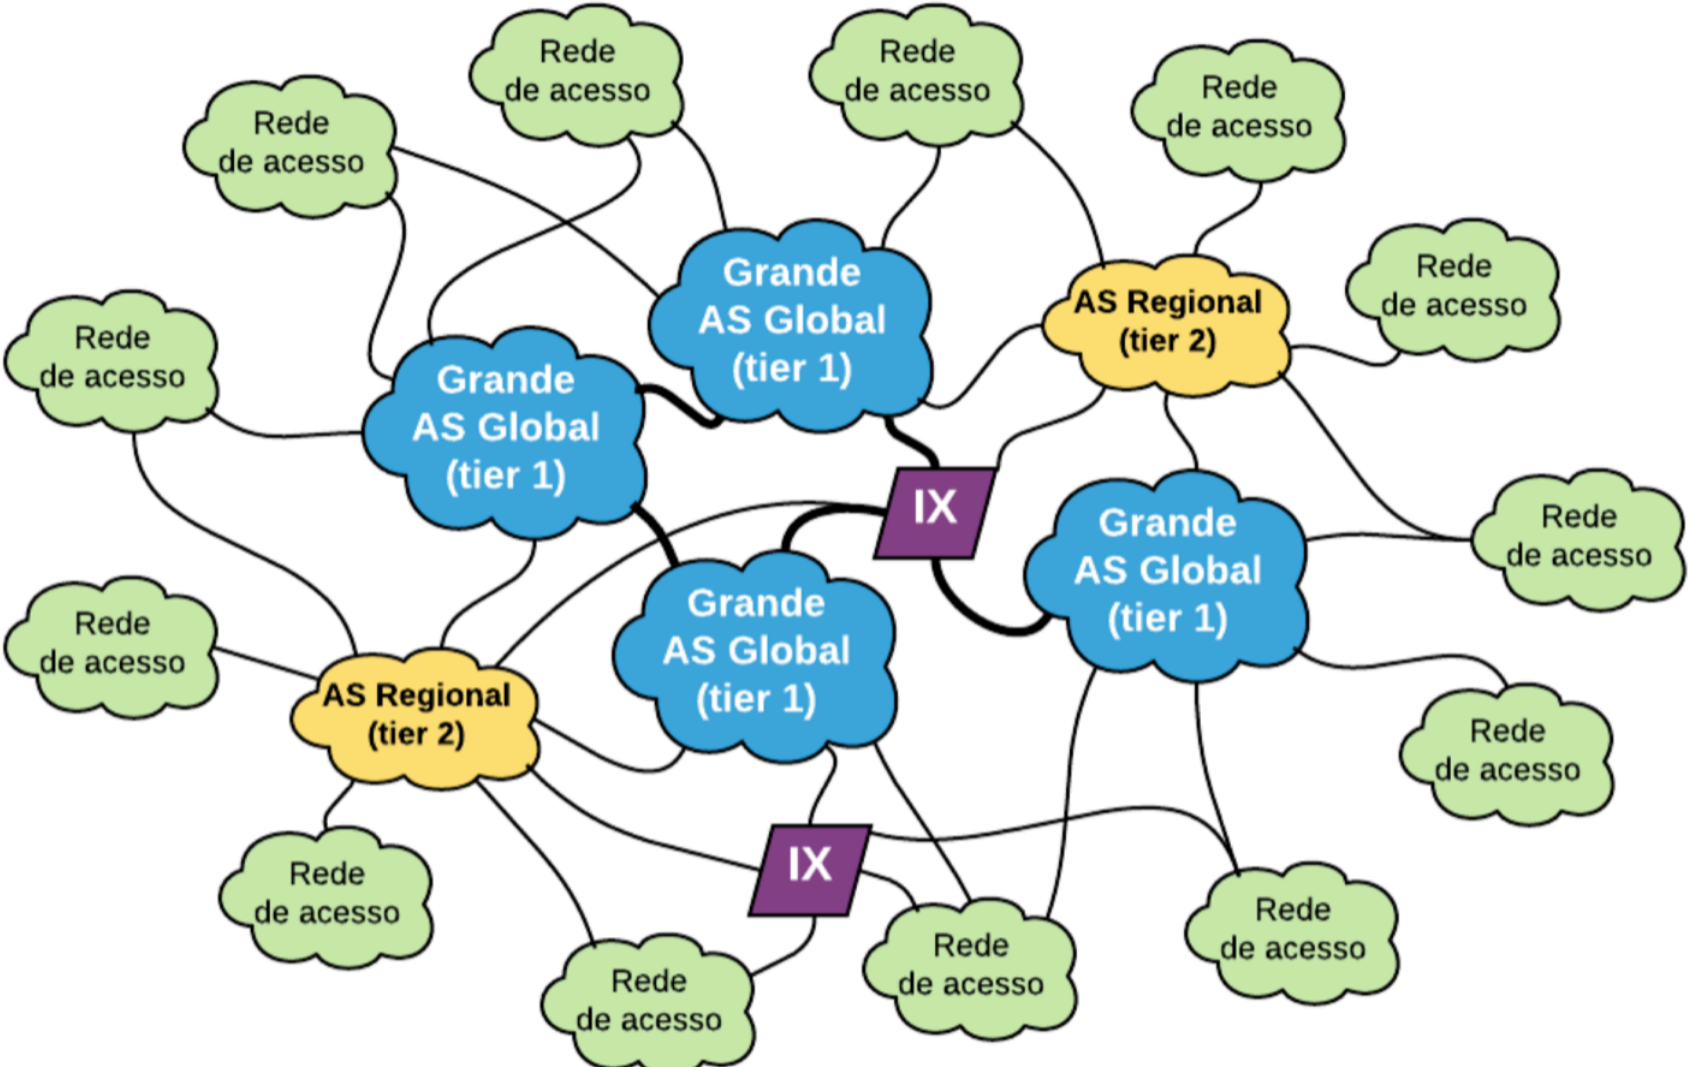 Rede
de acesso
Rede
de acesso
Rede
de acesso
Rede
de acesso
Grande
AS Global
(tier 1)
AS Regional
(tier 2)
Rede
de acesso
Rede
de acesso
Grande
AS Global
(tier 1)
IX
Grande
AS Global
(tier 1)
Rede
de acesso
Rede
de acesso
Grande
AS Global
(tier 1)
AS Regional
(tier 2)
Rede
de acesso
Rede
de acesso
IX
Rede
de acesso
Rede
de acesso
Rede
de acesso